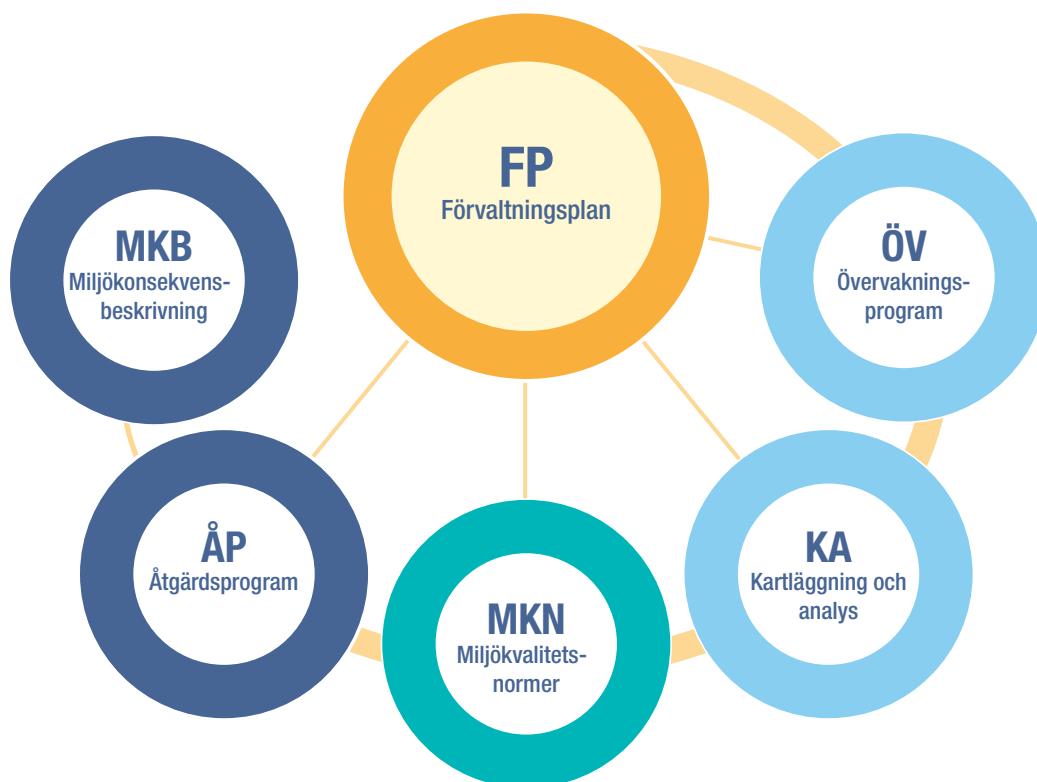 FP
Förvaltningsplan
MKB
Miljökonsekvens-
beskrivning
ÖV
Övervaknings-
program
ÅP
Åtgärdsprogram
MKN
Miljökvalitets-
normer
KA
Kartläggning och
analys